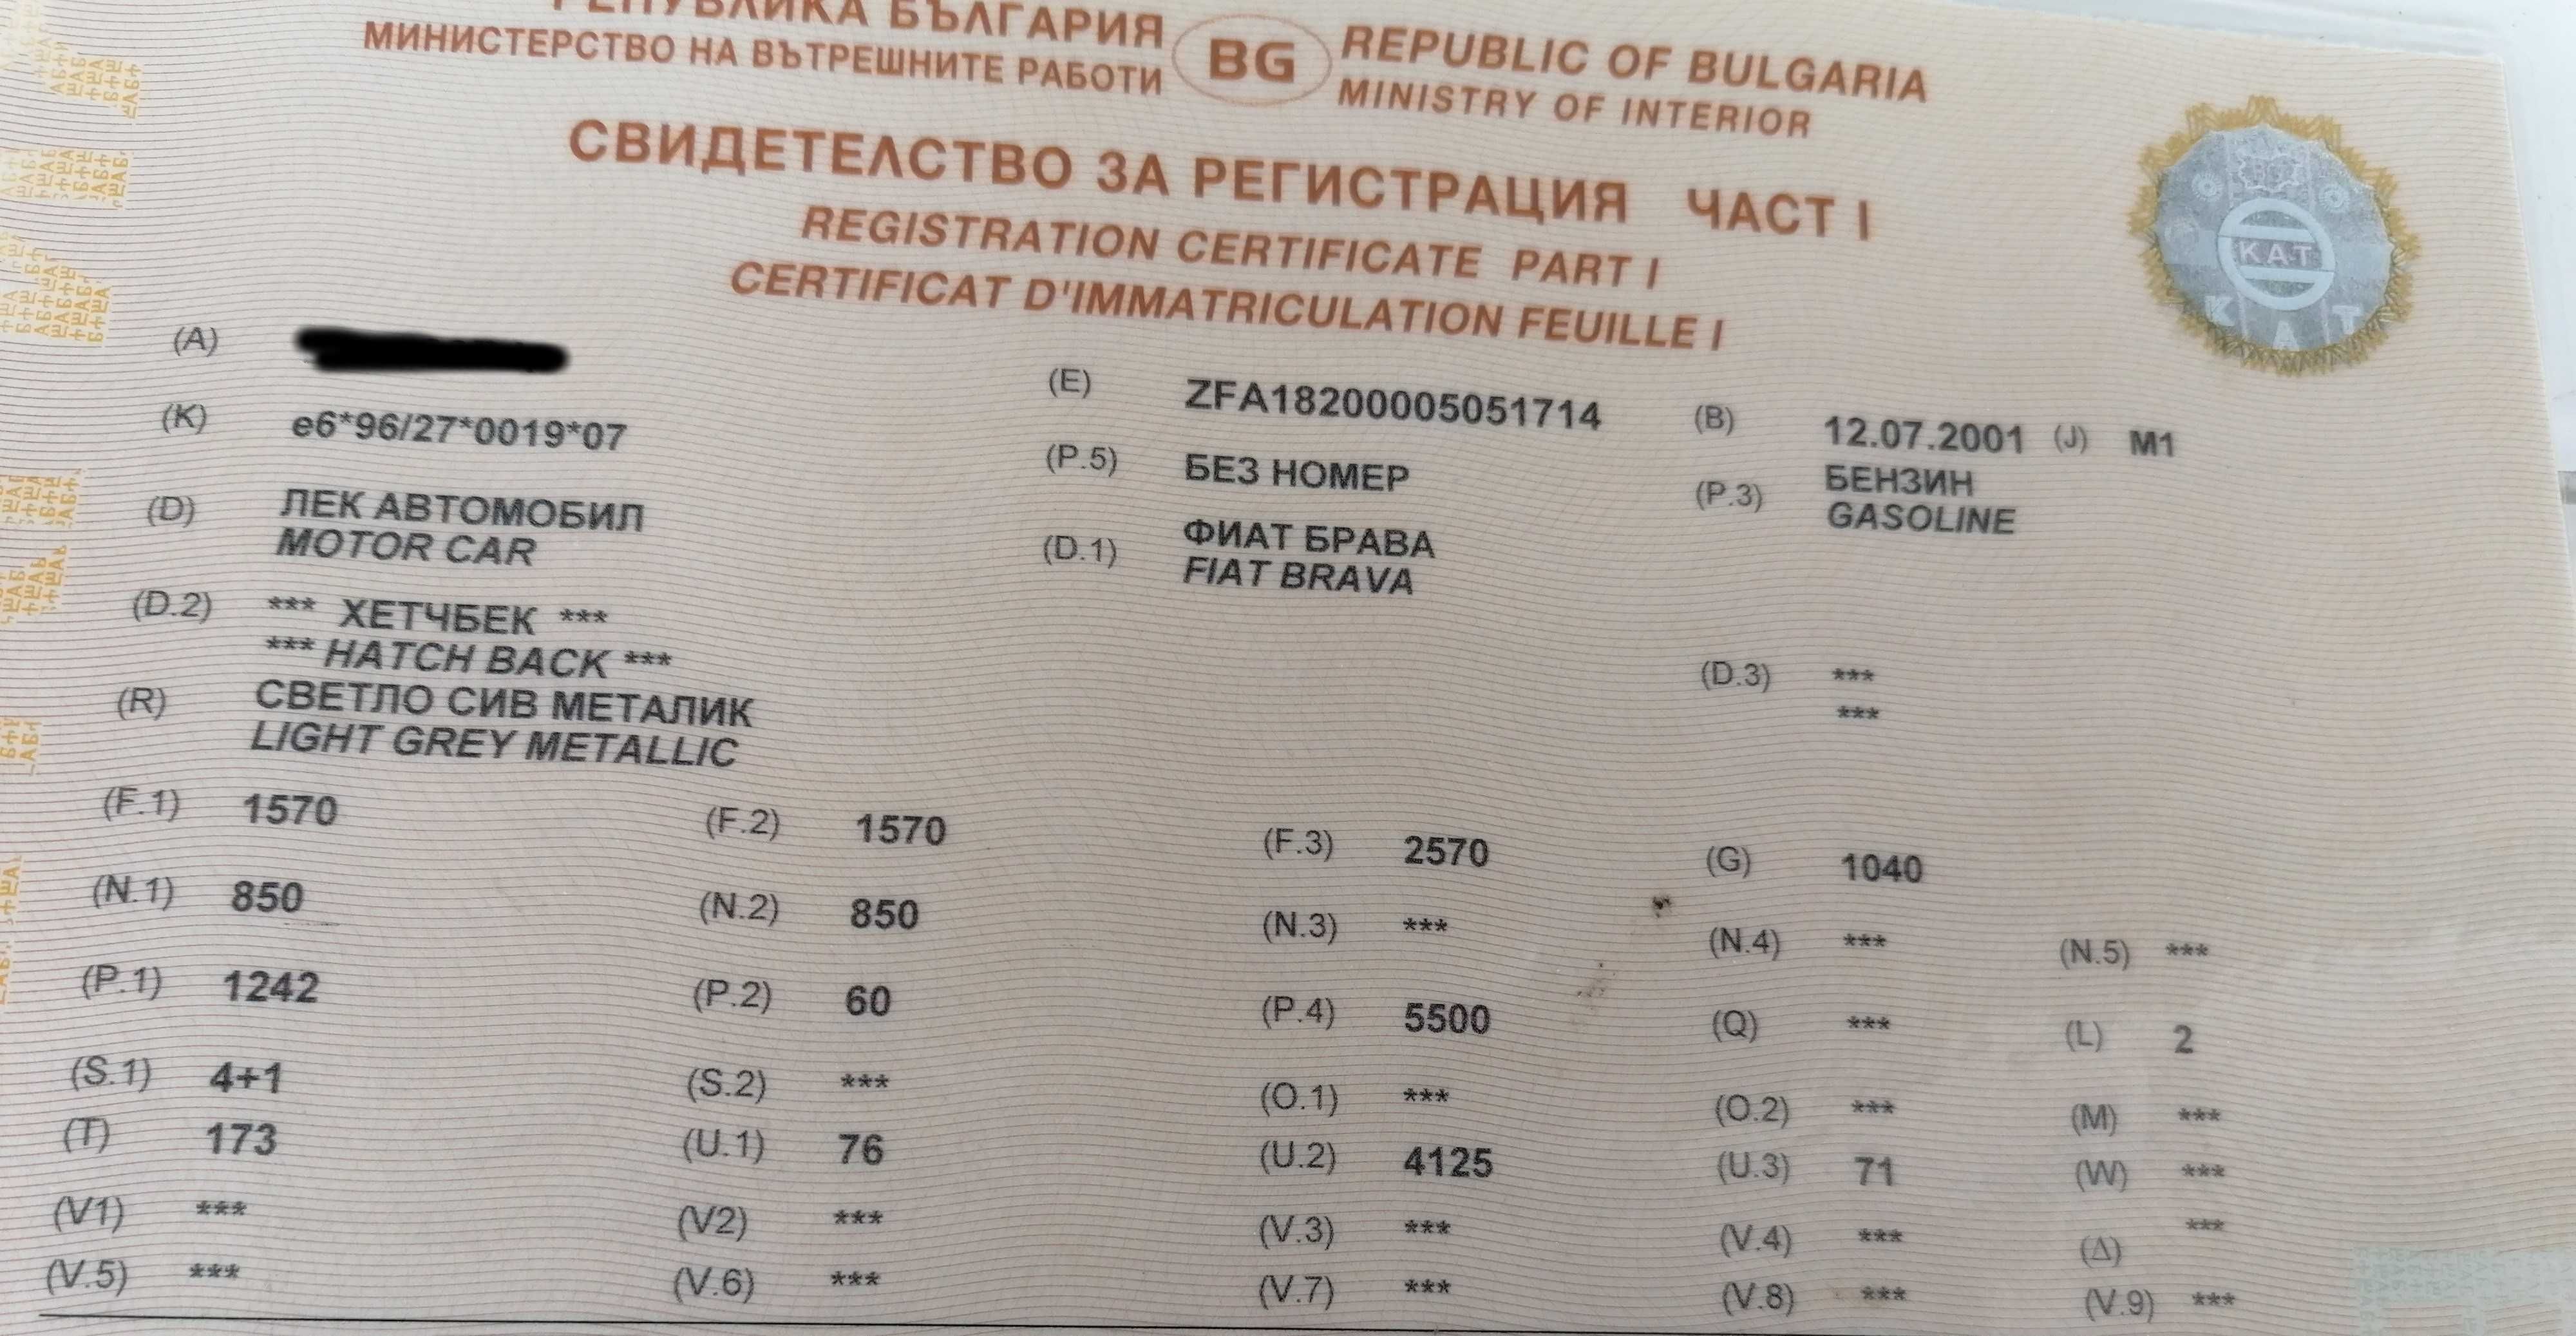 РЕПУБЛИКА БЪЛГАРИЯ
МИНИСТЕРСТВО НА ВЪТРЕШНИТЕ РАБОТИ
BG
REPUBLIC OF BULGARIA
MINISTRY OF INTERIOR
СВИДЕТЕЛСТВО ЗА РЕГИСТРАЦИЯ ЧАСТ I
REGISTRATION CERTIFICATE PART I
CERTIFICAT D'IMMATRICULATION FEUILLE I
КАТ
К А Т
(A)
(E) ZFA18200005051714 (B) 12.07.2001 (J) M1
(K) e6*96/27*0019*07
(P.5) БЕЗ НОМЕР (P.3) БЕНЗИН
GASOLINE
(D) ЛЕК АВТОМОБИЛ
MOTOR CAR
(D.1) ФИАТ БРАВА
FIAT BRAVA
(D.2) *** ХЕТЧБЕК ***
*** HATCH BACK ***
(D.3) ***
***
(R) СВЕТЛО СИВ МЕТАЛИК
LIGHT GREY METALLIC
(F.1) 1570 (F.2) 1570 (F.3) 2570 (G) 1040
(N.1) 850 (N.2) 850 (N.3) *** (N.4) *** (N.5) ***
(P.1) 1242 (P.2) 60 (P.4) 5500 (Q) *** (L) 2
(S.1) 4+1 (S.2) *** (O.1) *** (O.2) *** (M) ***
(T) 173 (U.1) 76 (U.2) 4125 (U.3) 71 (W) ***
(V1) *** (V2) *** (V.3) *** (V.4) *** (Δ) ***
(V.5) *** (V.6) *** (V.7) *** (V.8) *** (V.9) ***